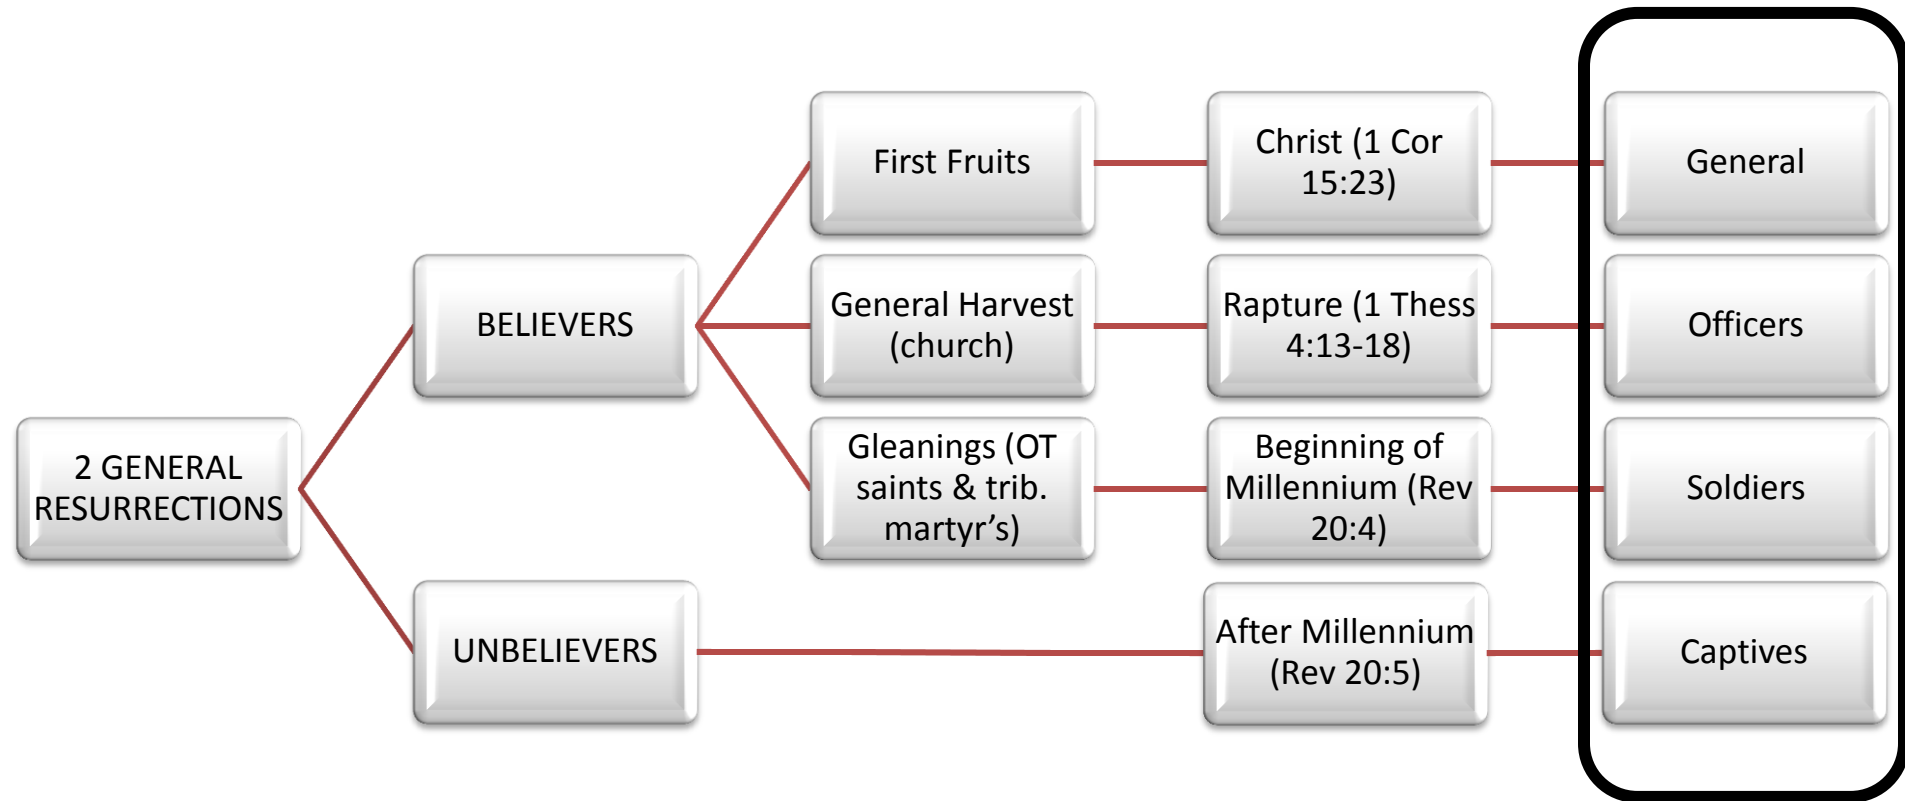 2 GENERAL
RESURRECTIONS
BELIEVERS
UNBELIEVERS
First Fruits
Christ (1 Cor
15:23)
General
General Harvest
(church)
Rapture (1 Thess
4:13-18)
Officers
Gleanings (OT
saints & trib.
martyr’s)
Beginning of
Millennium (Rev
20:4)
Soldiers
After Millennium
(Rev 20:5)
Captives